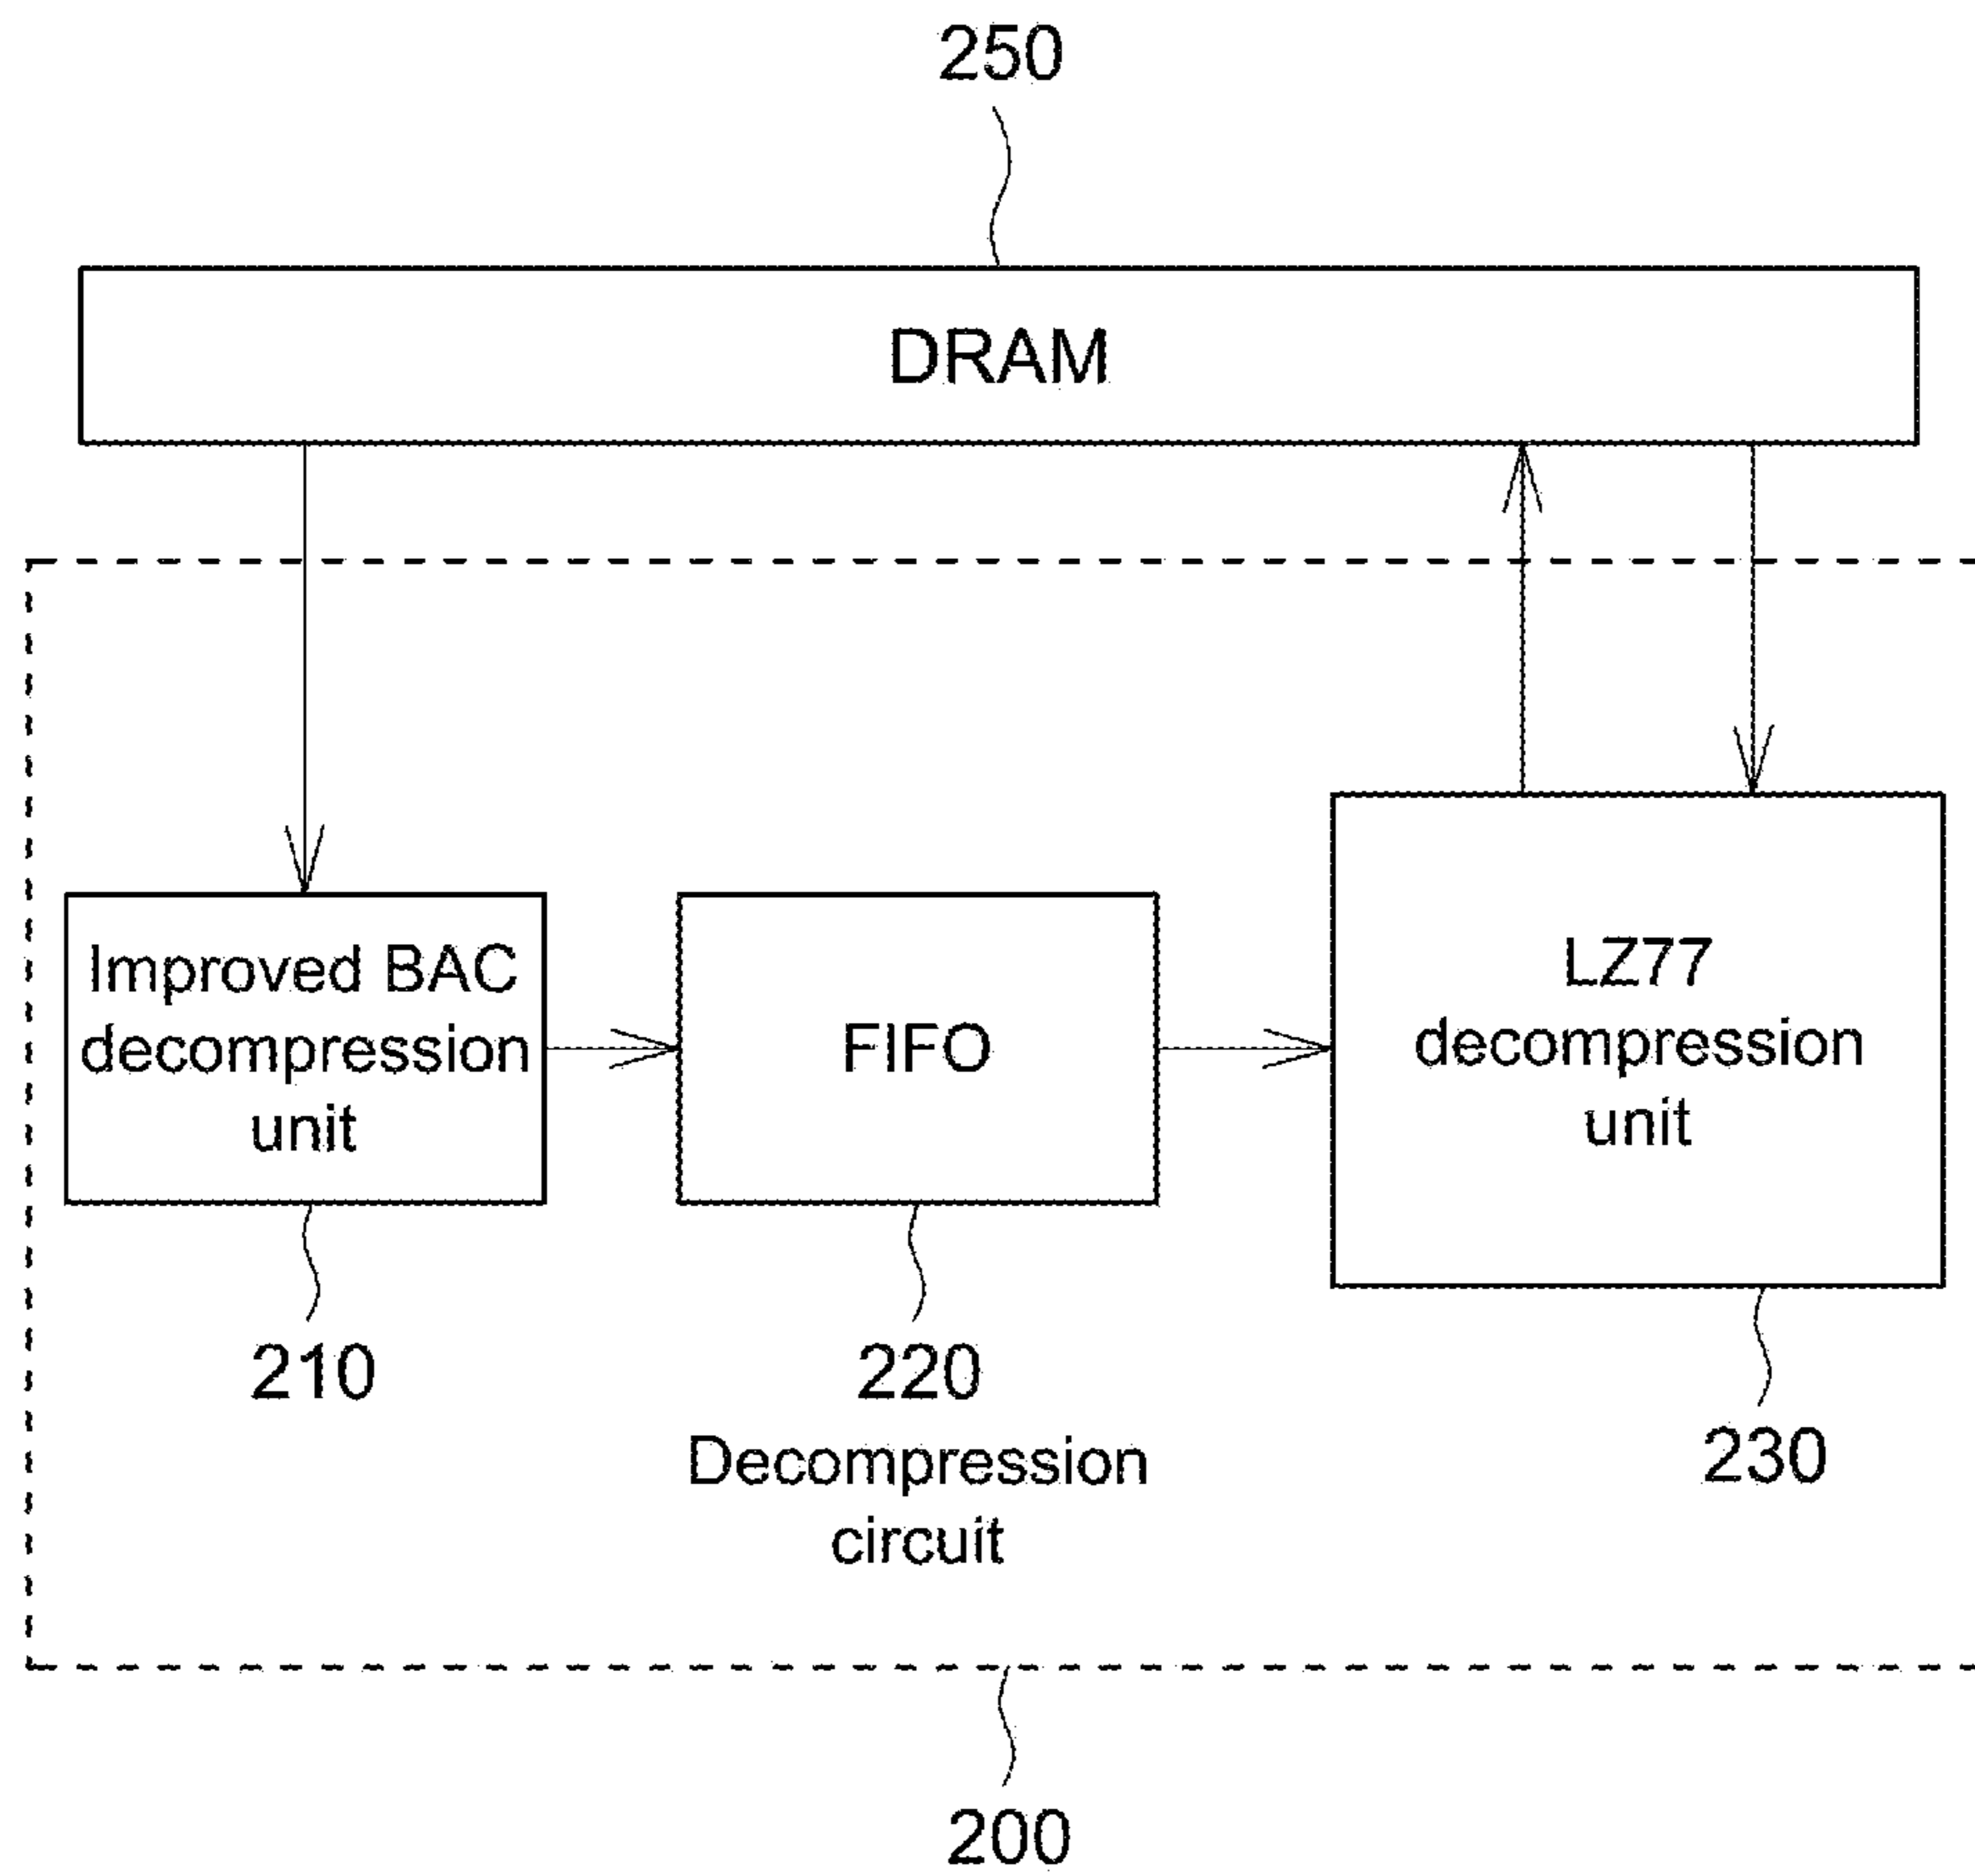 250
DRAM
Improved BAC
decompression
unit
FIFO
LZ77
decompression
unit
210
220
230
Decompression
circuit
200